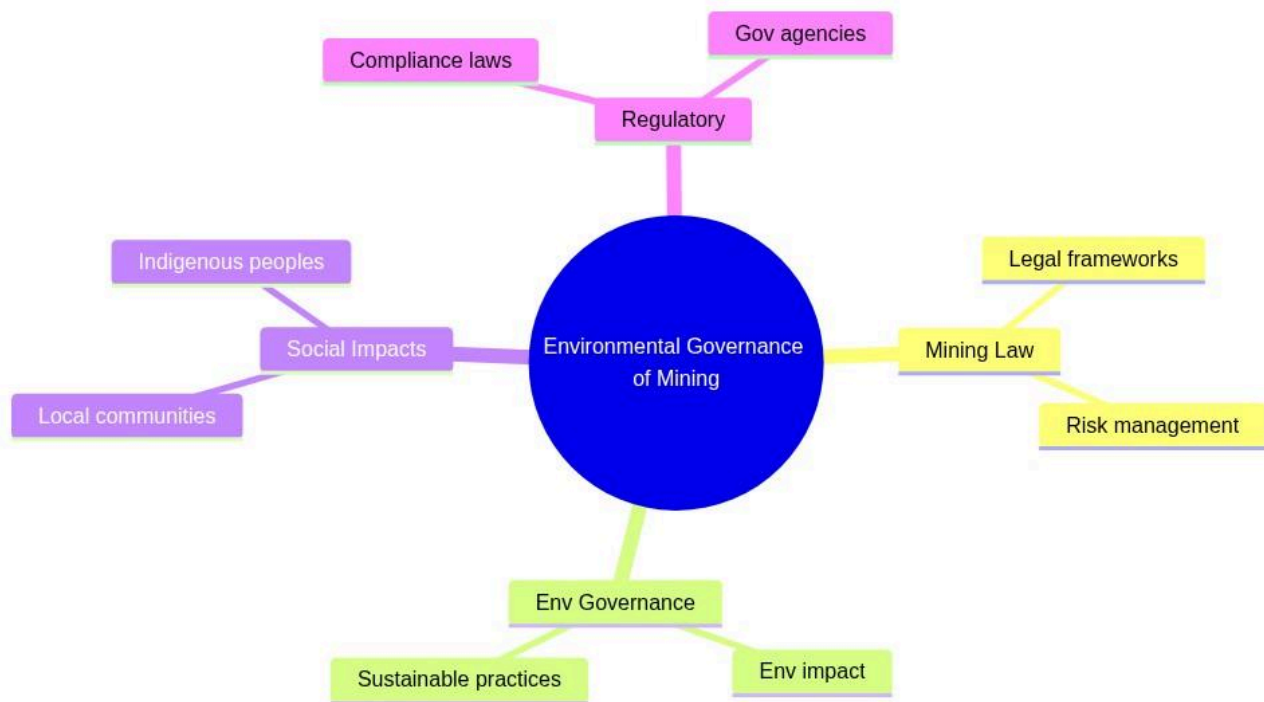 Gov agencies
Compliance laws
Regulatory
Indigenous peoples
Legal frameworks
Social Impacts
Environmental Governance
of Mining
Mining Law
Local communities
Risk management
Env Governance
Sustainable practices
Env impact